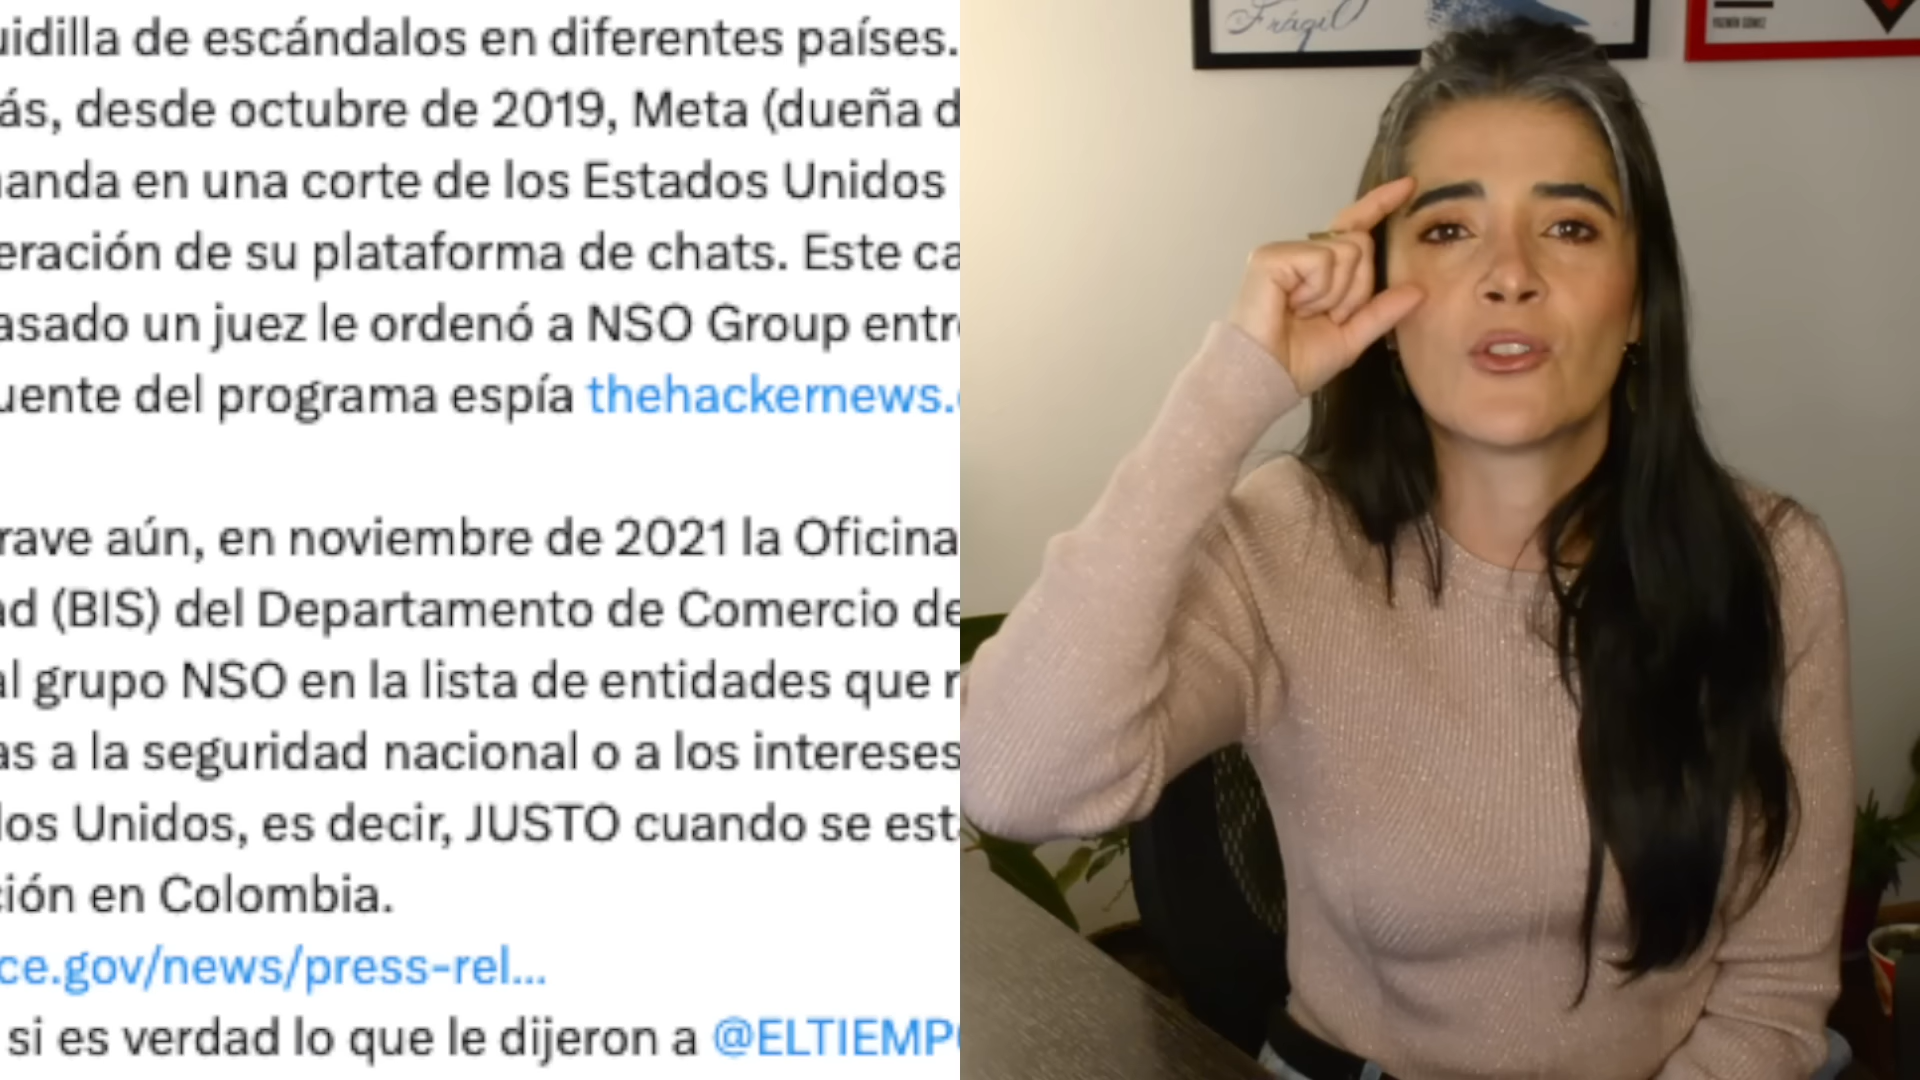 uidilla de escándalos en diferentes países.
ás, desde octubre de 2019, Meta (dueña d
anda en una corte de los Estados Unidos
eración de su plataforma de chats. Este ca
asado un juez le ordenó a NSO Group entre
uente del programa espía thehackernews.
rave aún, en noviembre de 2021 la Oficina
ad (BIS) del Departamento de Comercio de
al grupo NSO en la lista de entidades que r
as a la seguridad nacional o a los intereses
los Unidos, es decir, JUSTO cuando se est
ción en Colombia.
ce.gov/news/press-rel...
si es verdad lo que le dijeron a @ELTIEMPO
Frágil